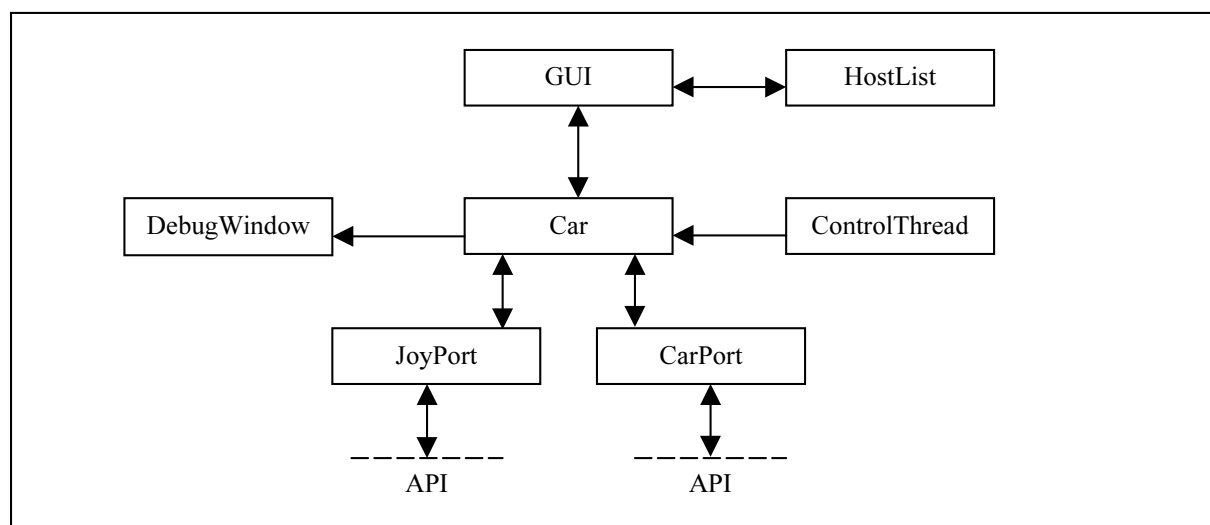 GUI
HostList
DebugWindow
Car
ControlThread
JoyPort
CarPort
API
API